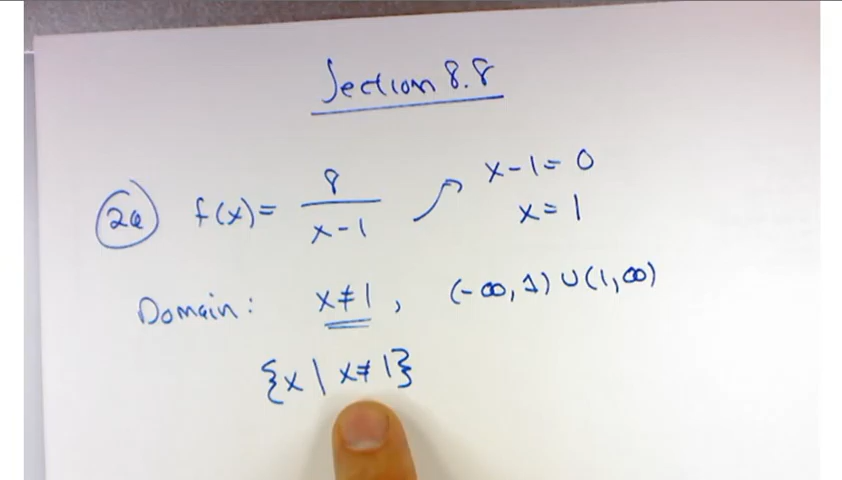 Section 8.8
2a f(x) = 8/(x-1) x-1=0
x=1
Domain: x≠1, (-∞,1)∪(1,∞)
{x | x≠1}